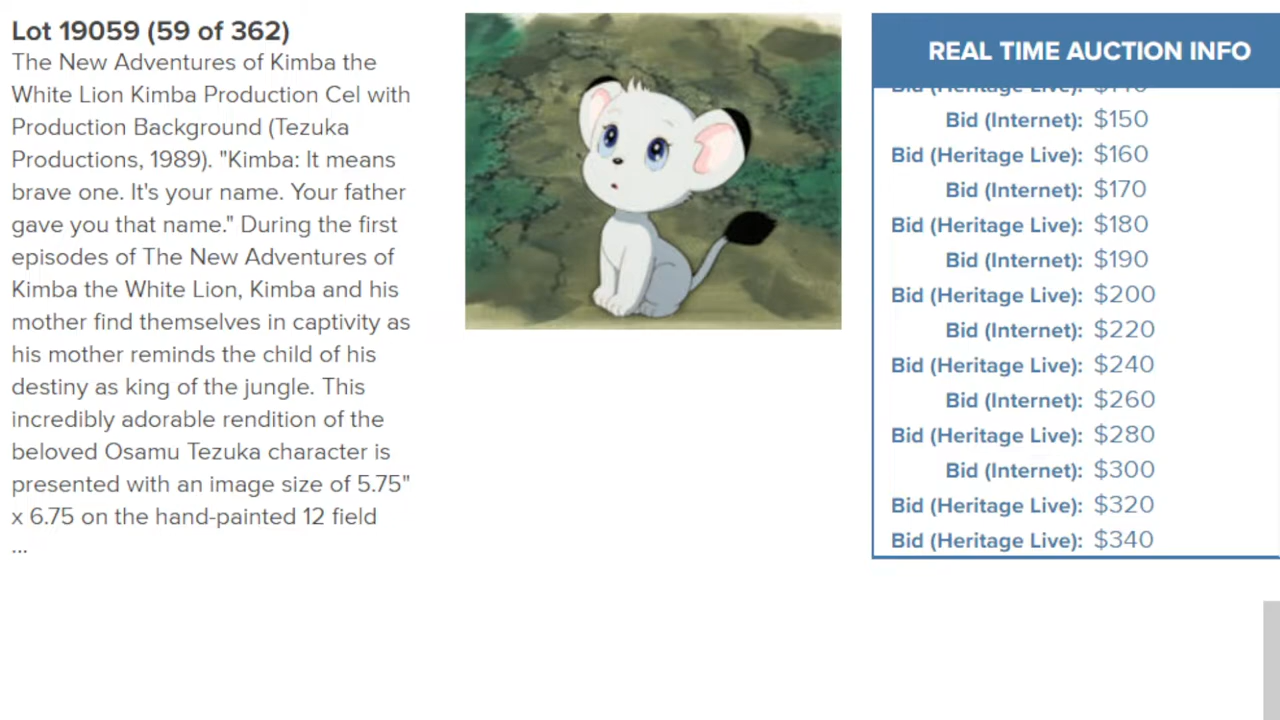 Lot 19059 (59 of 362)
The New Adventures of Kimba the
White Lion Kimba Production Cel with
Production Background (Tezuka
Productions, 1989). "Kimba: It means
brave one. It's your name. Your father
gave you that name." During the first
episodes of The New Adventures of
Kimba the White Lion, Kimba and his
mother find themselves in captivity as
his mother reminds the child of his
destiny as king of the jungle. This
incredibly adorable rendition of the
beloved Osamu Tezuka character is
presented with an image size of 5.75"
x 6.75 on the hand-painted 12 field
...
REAL TIME AUCTION INFO
Bid (Heritage Live):
Bid (Internet): $150
Bid (Heritage Live): $160
Bid (Internet): $170
Bid (Heritage Live): $180
Bid (Internet): $190
Bid (Heritage Live): $200
Bid (Internet): $220
Bid (Heritage Live): $240
Bid (Internet): $260
Bid (Heritage Live): $280
Bid (Internet): $300
Bid (Heritage Live): $320
Bid (Heritage Live): $340